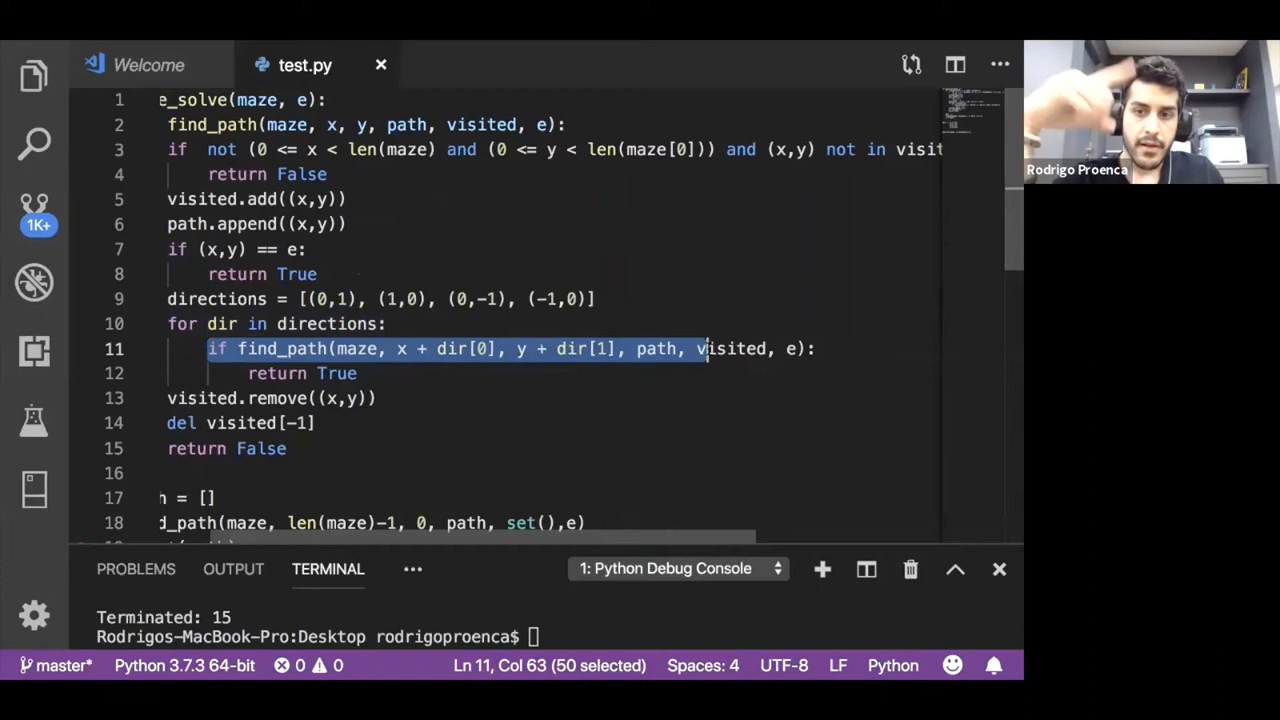 Welcome
test.py
1 e_solve(maze, e):
2 find_path(maze, x, y, path, visited, e):
3 if not (0 <= x < len(maze) and (0 <= y < len(maze[0])) and (x,y) not in visit
4 return False
5 visited.add((x,y))
6 path.append((x,y))
7 if (x,y) == e:
8 return True
9 directions = [(0,1), (1,0), (0,-1), (-1,0)]
10 for dir in directions:
11 if find_path(maze, x + dir[0], y + dir[1], path, visited, e):
12 return True
13 visited.remove((x,y))
14 del visited[-1]
15 return False
16
17 h = []
18 d_path(maze, len(maze)-1, 0, path, set(),e)
Rodrigo Proenca
1K+
PROBLEMS OUTPUT TERMINAL
1: Python Debug Console
Terminated: 15
Rodrigos-MacBook-Pro:Desktop rodrigoproenca$
master* Python 3.7.3 64-bit 0 0 Ln 11, Col 63 (50 selected) Spaces: 4 UTF-8 LF Python